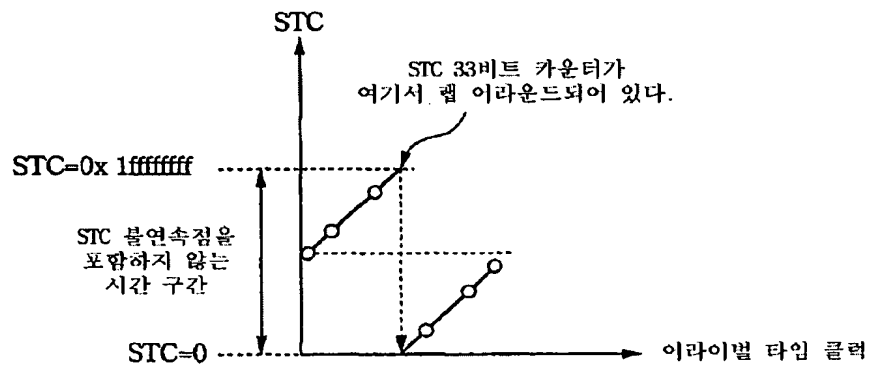 STC
STC 33비트 카운터가
여기서 랩 어라운드되어 있다.
STC=0x 1ffffffff
STC 불연속점을
포함하지 않는
시간 구간
STC=0
어라이벌 타임 클럭